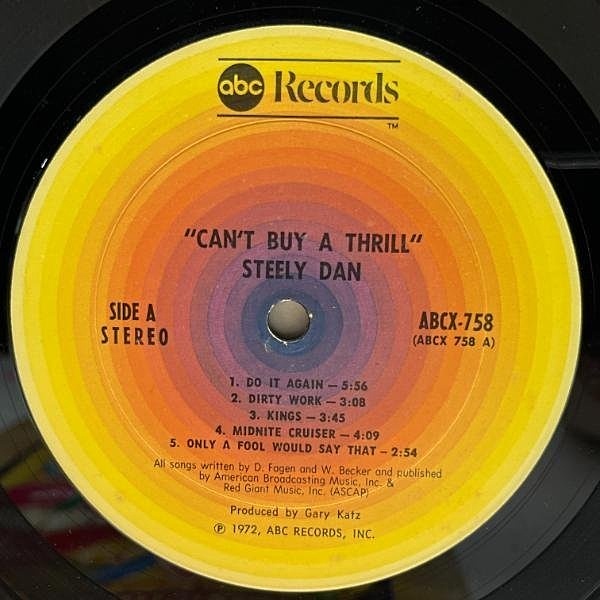 abc Records
TM
"CAN'T BUY A THRILL"
STEELY DAN
SIDE A
STEREO
ABCX-758
(ABCX 758 A)
1. DO IT AGAIN — 5:56
2. DIRTY WORK — 3:08
3. KINGS — 3:45
4. MIDNITE CRUISER — 4:09
5. ONLY A FOOL WOULD SAY THAT — 2:54
All songs written by D. Fagen and W. Becker and published
by American Broadcasting Music, Inc. &
Red Giant Music, Inc. (ASCAP)
Produced by Gary Katz
℗ 1972, ABC RECORDS, INC.